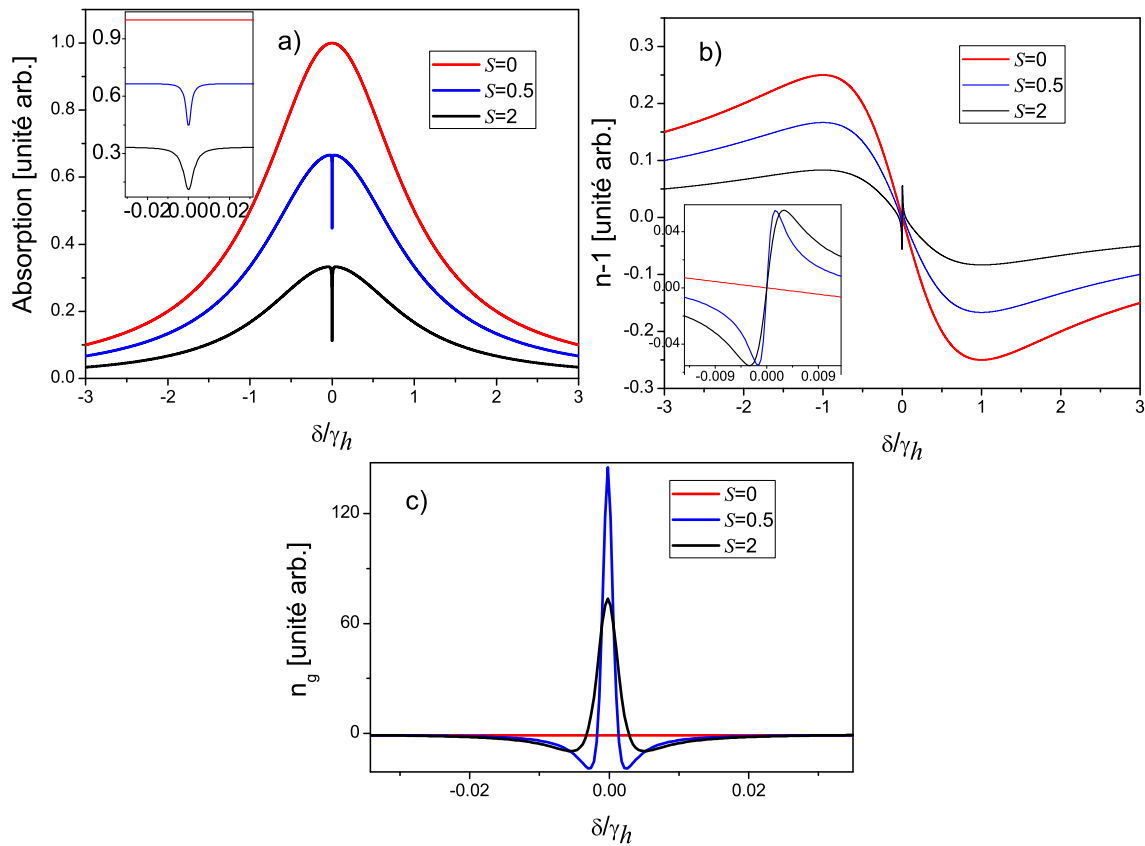 a)
Absorption [unité arb.]
1.0
0.8
0.6
0.4
0.2
0.0
-3
-2
-1
0
1
2
3
δ/γh
S=0
S=0.5
S=2
0.9
0.6
0.3
-0.02
0.00
0.02
b)
n-1 [unité arb.]
0.3
0.2
0.1
0.0
-0.1
-0.2
-0.3
-3
-2
-1
0
1
2
3
δ/γh
S=0
S=0.5
S=2
0.04
0.00
-0.04
-0.009
0.000
0.009
c)
ng [unité arb.]
120
60
0
-0.02
0.00
0.02
δ/γh
S=0
S=0.5
S=2